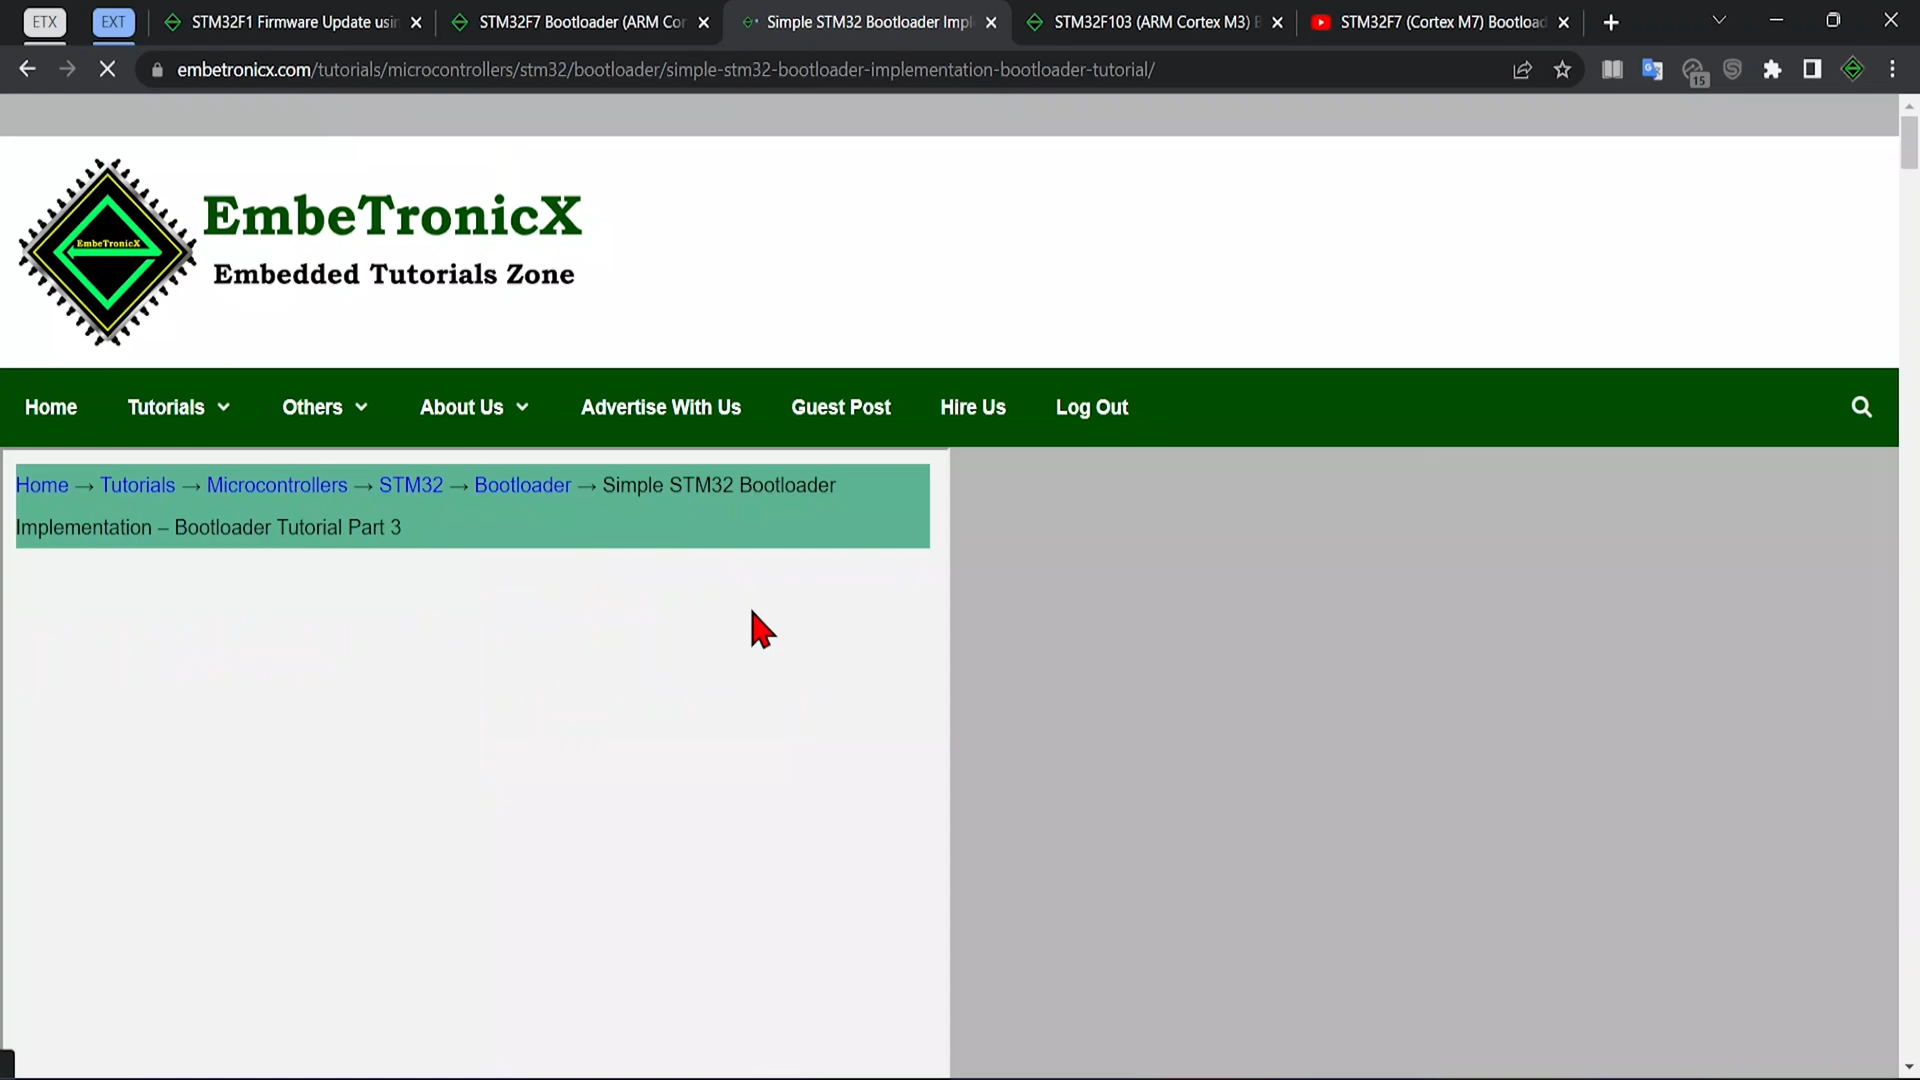 ETX
EXT
STM32F1 Firmware Update usin
STM32F7 Bootloader (ARM Cor
Simple STM32 Bootloader Impl
STM32F103 (ARM Cortex M3) B
STM32F7 (Cortex M7) Bootload
embetronicx.com/tutorials/microcontrollers/stm32/bootloader/simple-stm32-bootloader-implementation-bootloader-tutorial/
15
EmbeTronicX
EmbeTronicX
Embedded Tutorials Zone
Home
Tutorials
Others
About Us
Advertise With Us
Guest Post
Hire Us
Log Out
Home → Tutorials → Microcontrollers → STM32 → Bootloader → Simple STM32 Bootloader
Implementation – Bootloader Tutorial Part 3